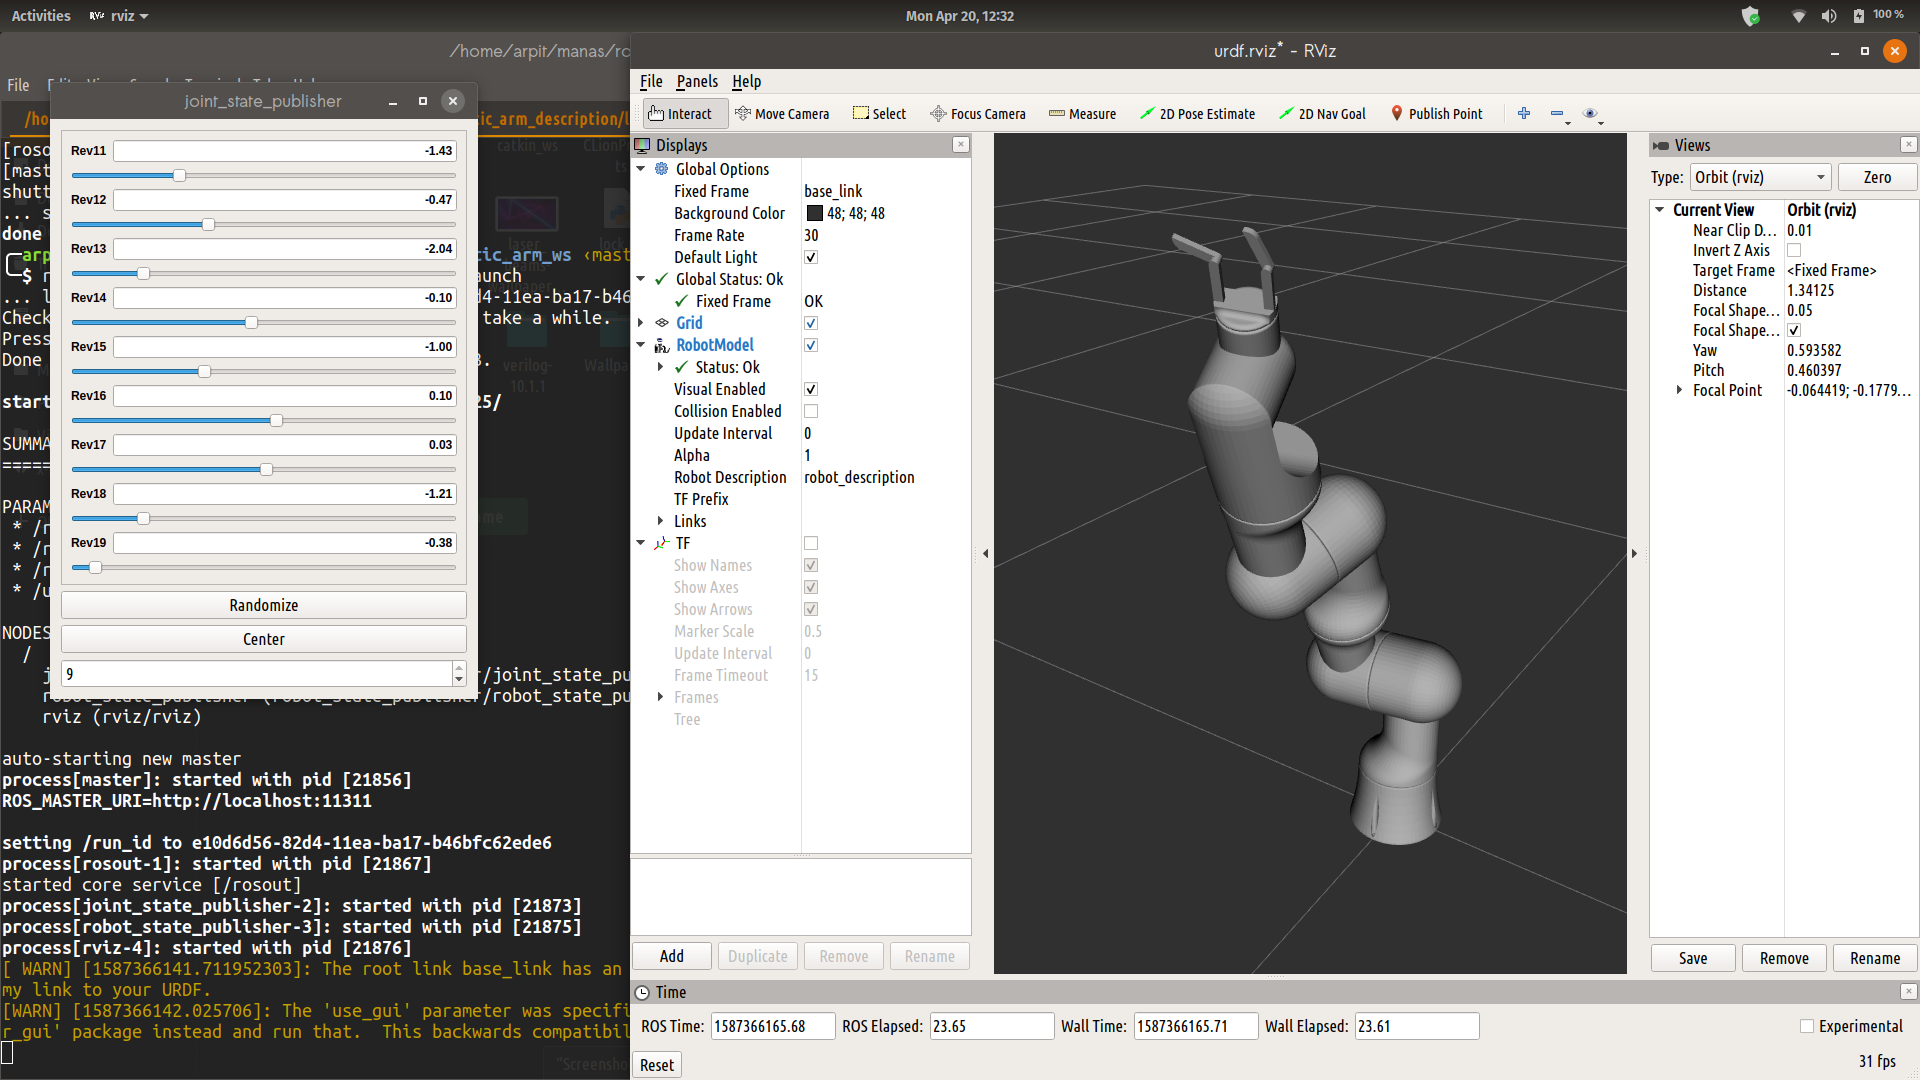 Activities
RViz rviz
Mon Apr 20, 12:32
100 %
/home/arpit/manas/ro
File
joint_state_publisher
Rev11 -1.43
Rev12 -0.47
Rev13 -2.04
Rev14 -0.10
Rev15 -1.00
Rev16 0.10
Rev17 0.03
Rev18 -1.21
Rev19 -0.38
Randomize
Center
9
/ho
ic_arm_description/l
catkin_ws
[roso
[mast
shutt
... s
done
arp
tic_arm_ws ‹mast
$ r
aunch
... l
d4-11ea-ba17-b46
Check
take a while.
Press
Done
verilog-
10.1.1
start
25/
SUMMA
=====
PARAM
* /r
* /r
* /r
* /u
NODES
/
r/joint_state_pu
robot_state_publisher (robot_state_publisher/robot_state_pu
rviz (rviz/rviz)
auto-starting new master
process[master]: started with pid [21856]
ROS_MASTER_URI=http://localhost:11311
setting /run_id to e10d6d56-82d4-11ea-ba17-b46bfc62ede6
process[rosout-1]: started with pid [21867]
started core service [/rosout]
process[joint_state_publisher-2]: started with pid [21873]
process[robot_state_publisher-3]: started with pid [21875]
process[rviz-4]: started with pid [21876]
[ WARN] [1587366141.711952303]: The root link base_link has an
my link to your URDF.
[WARN] [1587366142.025706]: The 'use_gui' parameter was specifi
r_gui' package instead and run that.  This backwards compatibil
urdf.rviz* - RViz
File Panels Help
Interact Move Camera Select Focus Camera Measure 2D Pose Estimate 2D Nav Goal Publish Point
Displays
Global Options
Fixed Frame base_link
Background Color 48; 48; 48
Frame Rate 30
Default Light
Global Status: Ok
Fixed Frame OK
Grid
RobotModel
Status: Ok
Visual Enabled
Collision Enabled
Update Interval 0
Alpha 1
Robot Description robot_description
TF Prefix
Links
TF
Show Names
Show Axes
Show Arrows
Marker Scale 0.5
Update Interval 0
Frame Timeout 15
Frames
Tree
Add Duplicate Remove Rename
Views
Type: Orbit (rviz) Zero
Current View Orbit (rviz)
Near Clip D... 0.01
Invert Z Axis
Target Frame <Fixed Frame>
Distance 1.34125
Focal Shape... 0.05
Focal Shape...
Yaw 0.593582
Pitch 0.460397
Focal Point -0.064419; -0.1779...
Save Remove Rename
Time
ROS Time: 1587366165.68 ROS Elapsed: 23.65 Wall Time: 1587366165.71 Wall Elapsed: 23.61 Experimental
Reset
31 fps